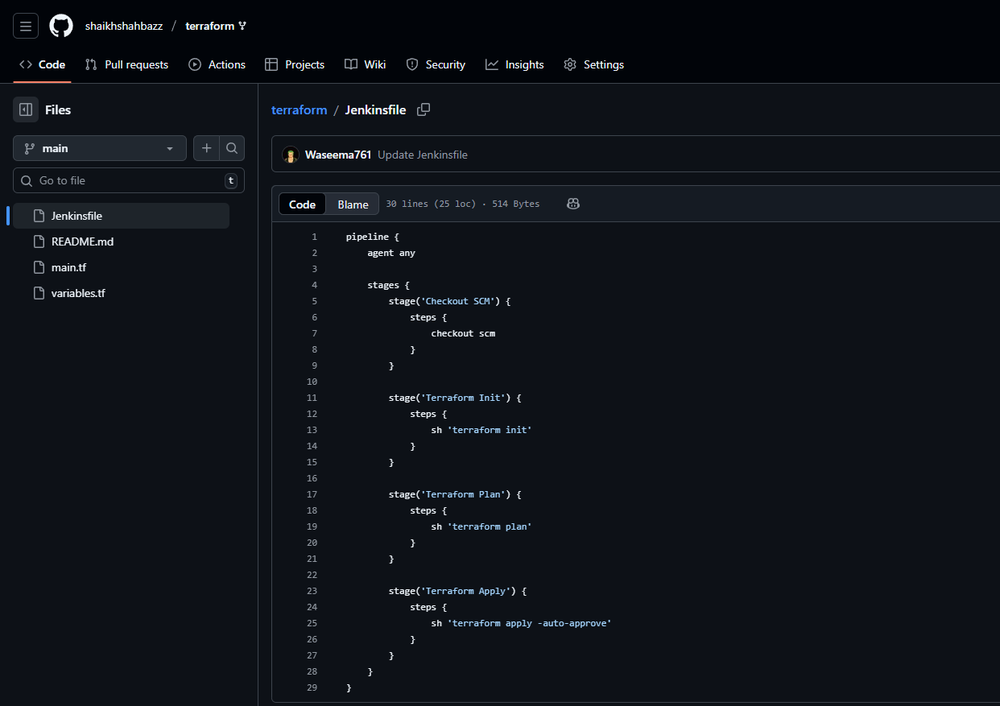 shaikhshahbazz / terraform
Code Pull requests Actions Projects Wiki Security Insights Settings
Files
main
Go to file t
Jenkinsfile
README.md
main.tf
variables.tf
terraform / Jenkinsfile
Waseema761 Update Jenkinsfile
Code Blame 30 lines (25 loc) · 514 Bytes
1 pipeline {
2     agent any
3
4     stages {
5         stage('Checkout SCM') {
6             steps {
7                 checkout scm
8             }
9         }
10
11         stage('Terraform Init') {
12             steps {
13                 sh 'terraform init'
14             }
15         }
16
17         stage('Terraform Plan') {
18             steps {
19                 sh 'terraform plan'
20             }
21         }
22
23         stage('Terraform Apply') {
24             steps {
25                 sh 'terraform apply -auto-approve'
26             }
27         }
28     }
29 }